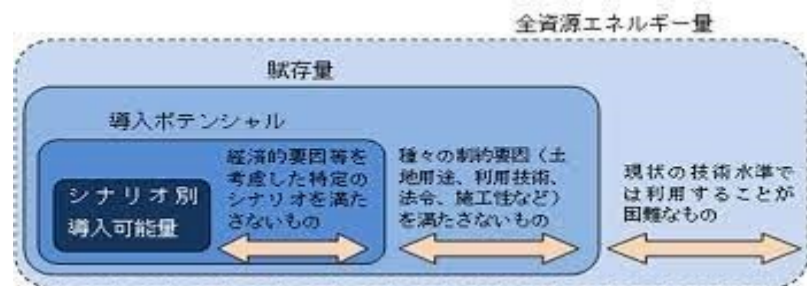 全資源エネルギー量
賦存量
導入ポテンシャル
シナリオ別
導入可能量
経済的要因等を
考慮した特定の
シナリオを満た
さないもの
種々の制約要因（土
地用途、利用技術、
法令、施工性など）
を満たさないもの
現状の技術水準で
は利用することが
困難なもの